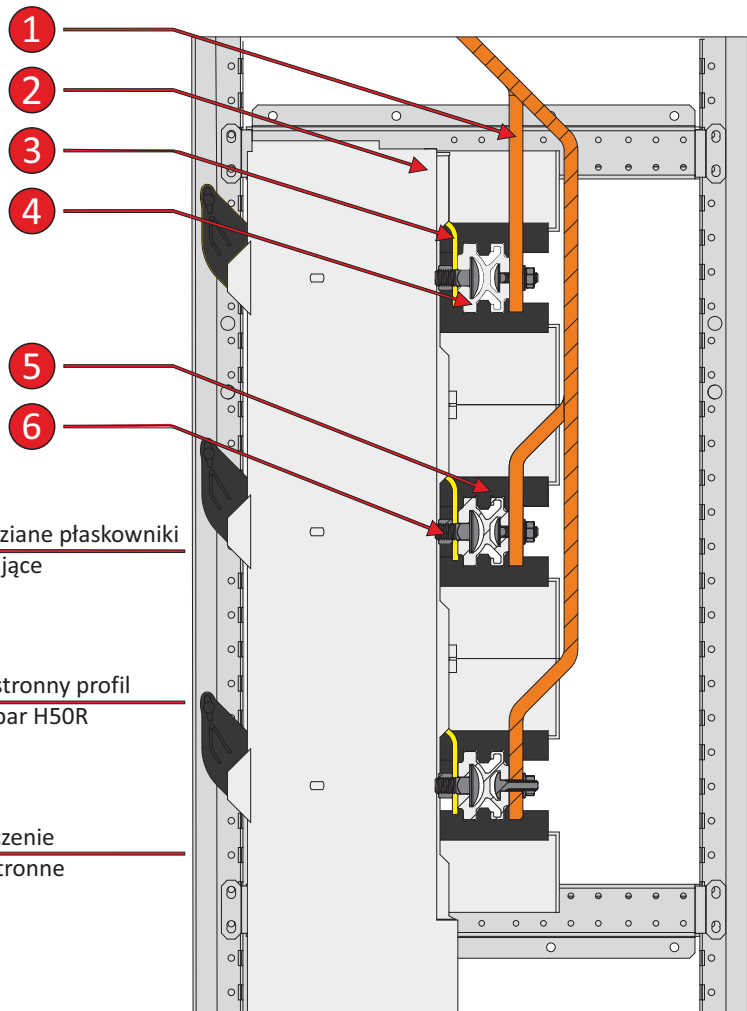 1
2
3
4
5
6
ziane płaskowniki
jące
stronny profil
bar H50R
zenie
tronne